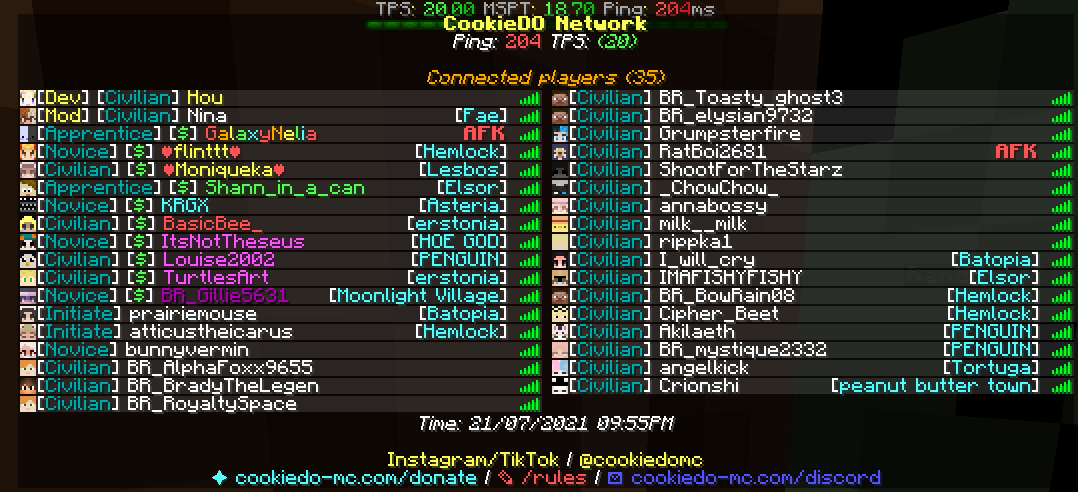 TPS: 20.00 MSPT: 18.70 Ping: 204ms
CookieDO Network
Ping: 204 TPS: (20)
Connected players (35)
[Dev] [Civilian] Hou
[Mod] [Civilian] Nina [Fae]
[Apprentice] [$] GalaxyNelia AFK
[Novice] [$] ♥flinttt♥ [Hemlock]
[Civilian] [$] ♥Moniqueka♥ [Lesbos]
[Apprentice] [$] Shann_in_a_can [Elsor]
[Novice] [$] KRGX [Asteria]
[Civilian] [$] BasicBee_ [erstonia]
[Novice] [$] ItsNotTheseus [HOE GOD]
[Civilian] [$] Louise2002 [PENGUIN]
[Civilian] [$] TurtlesArt [erstonia]
[Novice] [$] BR_Gillie5631 [Moonlight Village]
[Initiate] prairiemouse [Batopia]
[Initiate] atticustheicarus [Hemlock]
[Novice] bunnyvermin
[Civilian] BR_AlphaFoxx9655
[Civilian] BR_BradyTheLegen
[Civilian] BR_RoyaltySpace
[Civilian] BR_Toasty_ghost3
[Civilian] BR_elysian9732
[Civilian] Grumpsterfire
[Civilian] RatBoi2681 AFK
[Civilian] ShootForTheStarz
[Civilian] _ChowChow_
[Civilian] annabossy
[Civilian] milk__milk
[Civilian] rippka1
[Civilian] I_will_cry [Batopia]
[Civilian] IMAFISHYFISHY [Elsor]
[Civilian] BR_BowRain08 [Hemlock]
[Civilian] Cipher_Beet [Hemlock]
[Civilian] Akilaeth [PENGUIN]
[Civilian] BR_mystique2332 [PENGUIN]
[Civilian] angelkick [Tortuga]
[Civilian] Crionshi [peanut butter town]
Time: 21/07/2021 09:55PM
Instagram/TikTok / @cookiedomc
✦ cookiedo-mc.com/donate / ✎ /rules / ✉ cookiedo-mc.com/discord